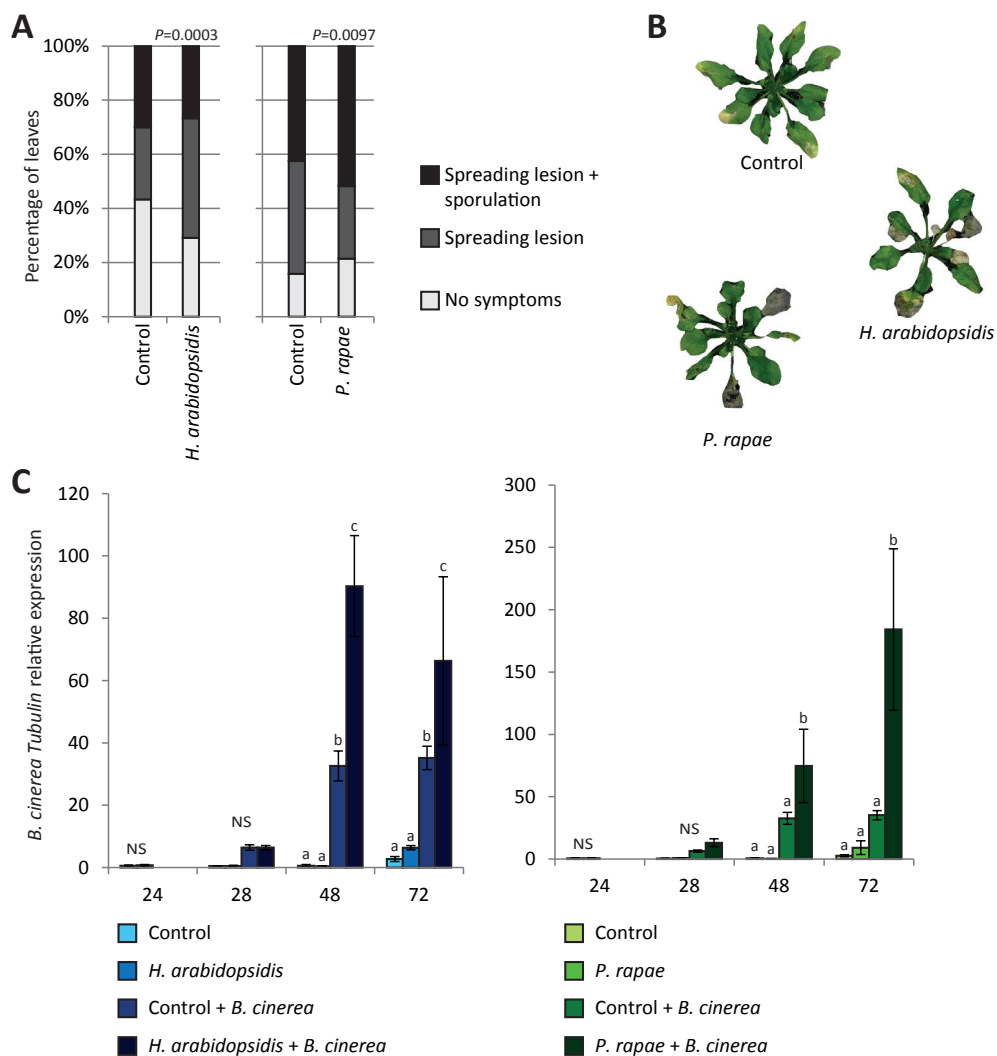 A
P=0.0003
P=0.0097
100%
80%
60%
40%
20%
0%
Percentage of leaves
Control
H. arabidopsidis
Control
P. rapae
Spreading lesion +
sporulation
Spreading lesion
No symptoms
B
Control
H. arabidopsidis
P. rapae
C
B. cinerea Tubulin relative expression
120
100
80
60
40
20
0
NS
NS
a
a
b
c
a
a
b
c
24
28
48
72
Control
H. arabidopsidis
Control + B. cinerea
H. arabidopsidis + B. cinerea
300
250
200
150
100
50
0
NS
NS
a
a
a
b
a
a
a
b
24
28
48
72
Control
P. rapae
Control + B. cinerea
P. rapae + B. cinerea